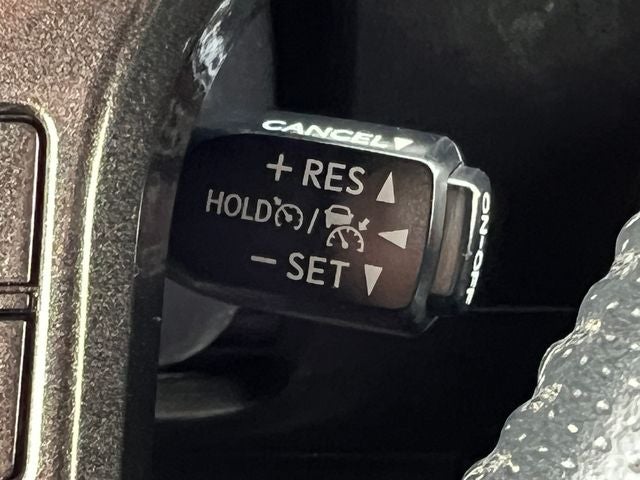 CANCEL▼
+ RES ▲
HOLD / ◀
− SET ▼
ON-OFF